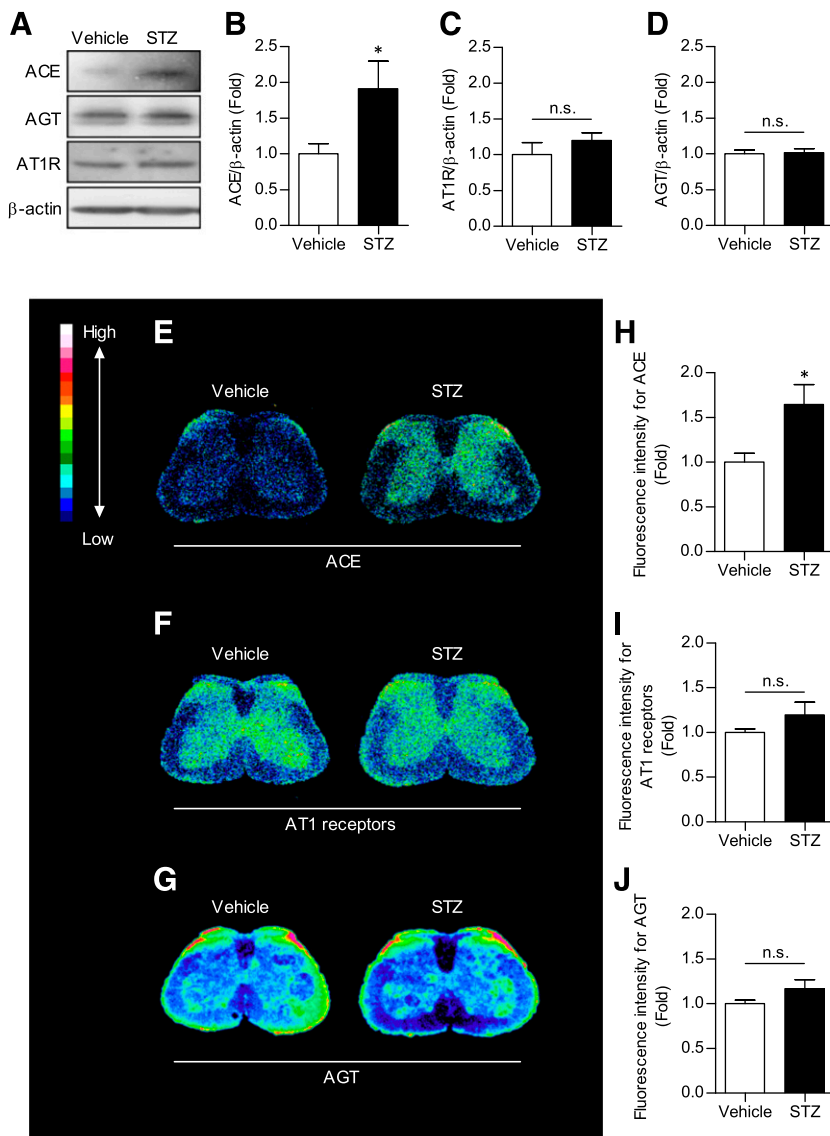 A
Vehicle STZ
ACE
AGT
AT1R
β-actin
B
ACE/β-actin (Fold)
2.5
2.0
1.5
1.0
0.5
0.0
*
Vehicle STZ
C
AT1R/β-actin (Fold)
2.5
2.0
1.5
1.0
0.5
0.0
n.s.
Vehicle STZ
D
AGT/β-actin (Fold)
2.5
2.0
1.5
1.0
0.5
0.0
n.s.
Vehicle STZ
High
Low
E
Vehicle STZ
ACE
F
Vehicle STZ
AT1 receptors
G
Vehicle STZ
AGT
H
Fluorescence intensity for ACE
(Fold)
2.0
1.5
1.0
0.5
0.0
*
Vehicle STZ
I
Fluorescence intensity for
AT1 receptors
(Fold)
2.0
1.5
1.0
0.5
0.0
n.s.
Vehicle STZ
J
Fluorescence intensity for AGT
(Fold)
2.0
1.5
1.0
0.5
0.0
n.s.
Vehicle STZ